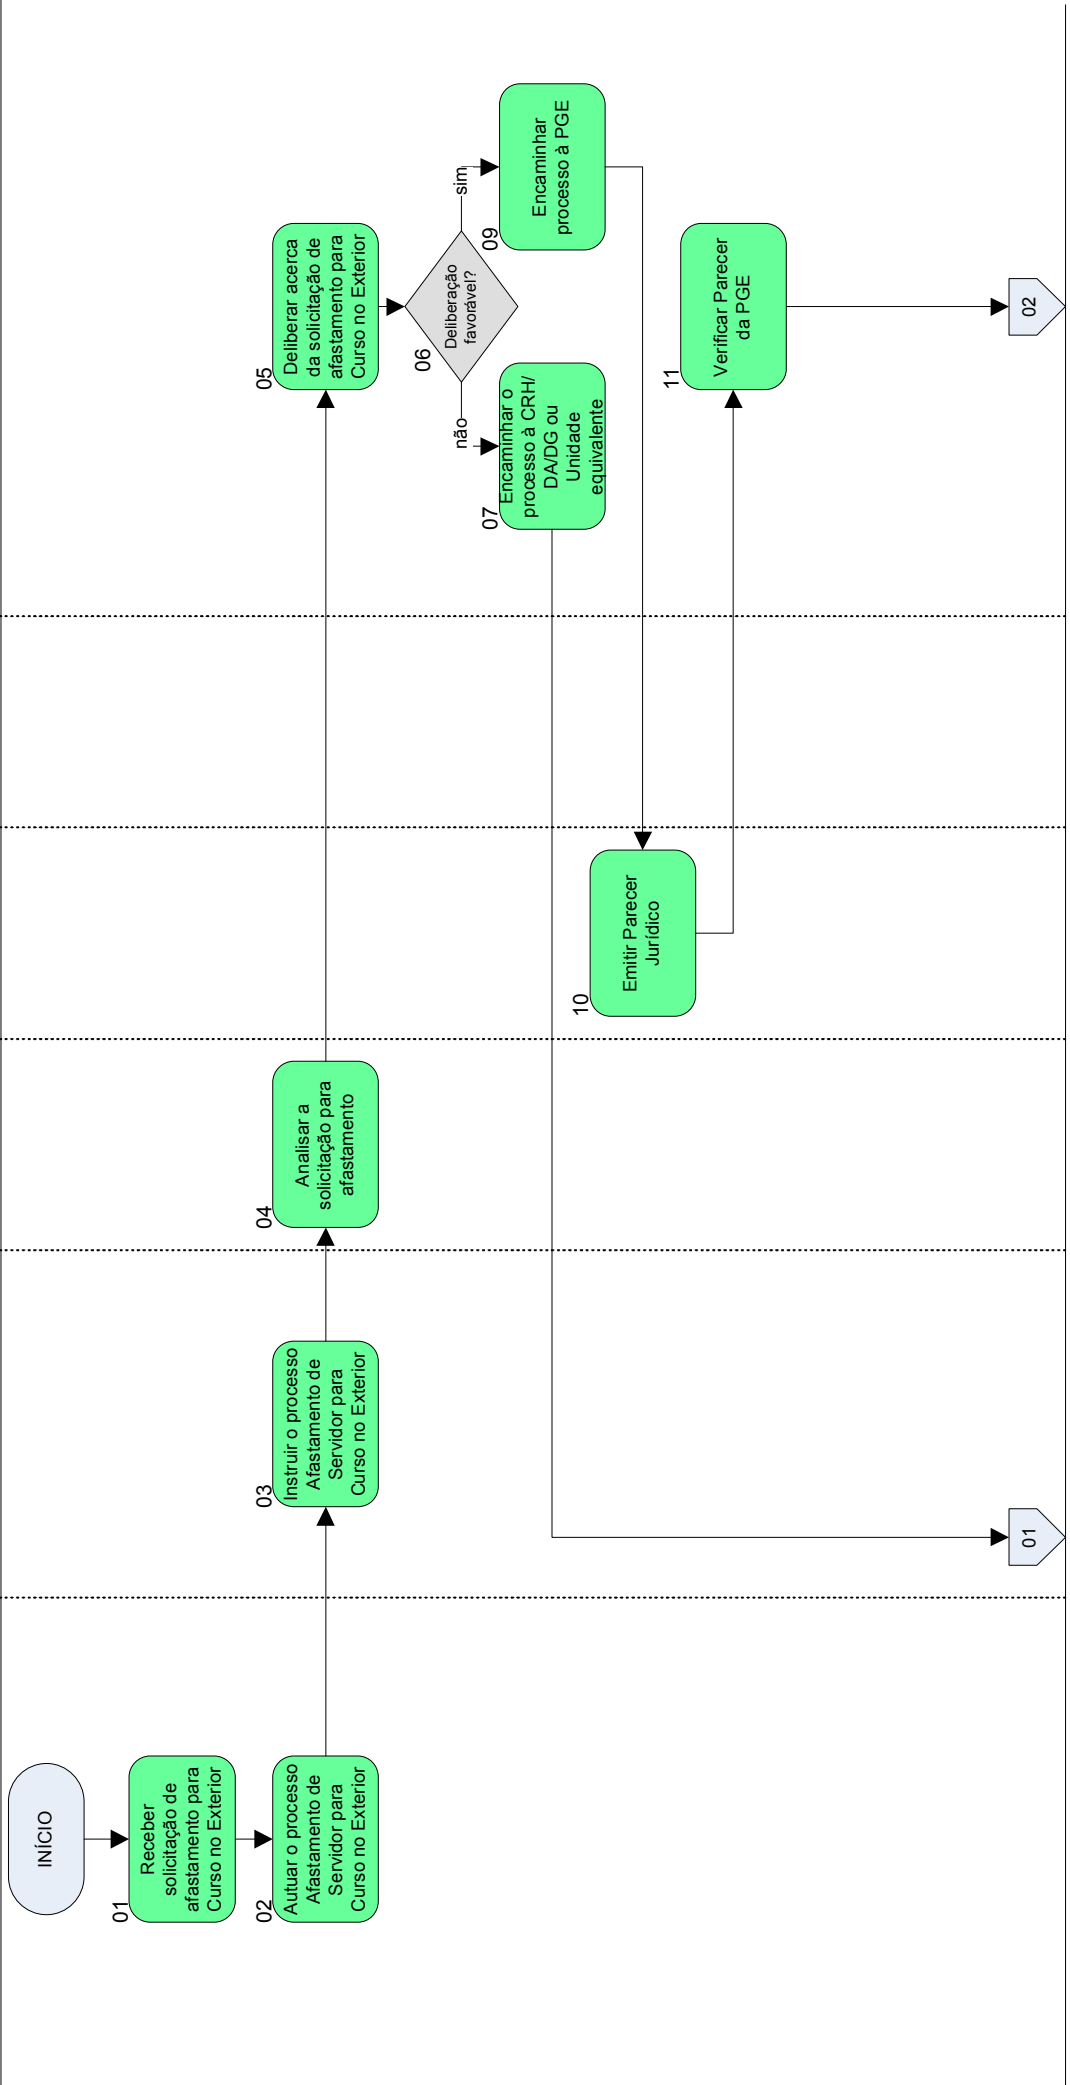 INÍCIO
01
Receber
solicitação de
afastamento para
Curso no Exterior
02
Autuar o processo
Afastamento de
Servidor para
Curso no Exterior
03
Instruir o processo
Afastamento de
Servidor para
Curso no Exterior
04
Analisar a
solicitação para
afastamento
05
Deliberar acerca
da solicitação de
afastamento para
Curso no Exterior
06
Deliberação
favorável?
não
sim
07
Encaminhar o
processo à CRH/
DA/DG ou
Unidade
equivalente
09
Encaminhar
processo à PGE
10
Emitir Parecer
Jurídico
11
Verificar Parecer
da PGE
01
02